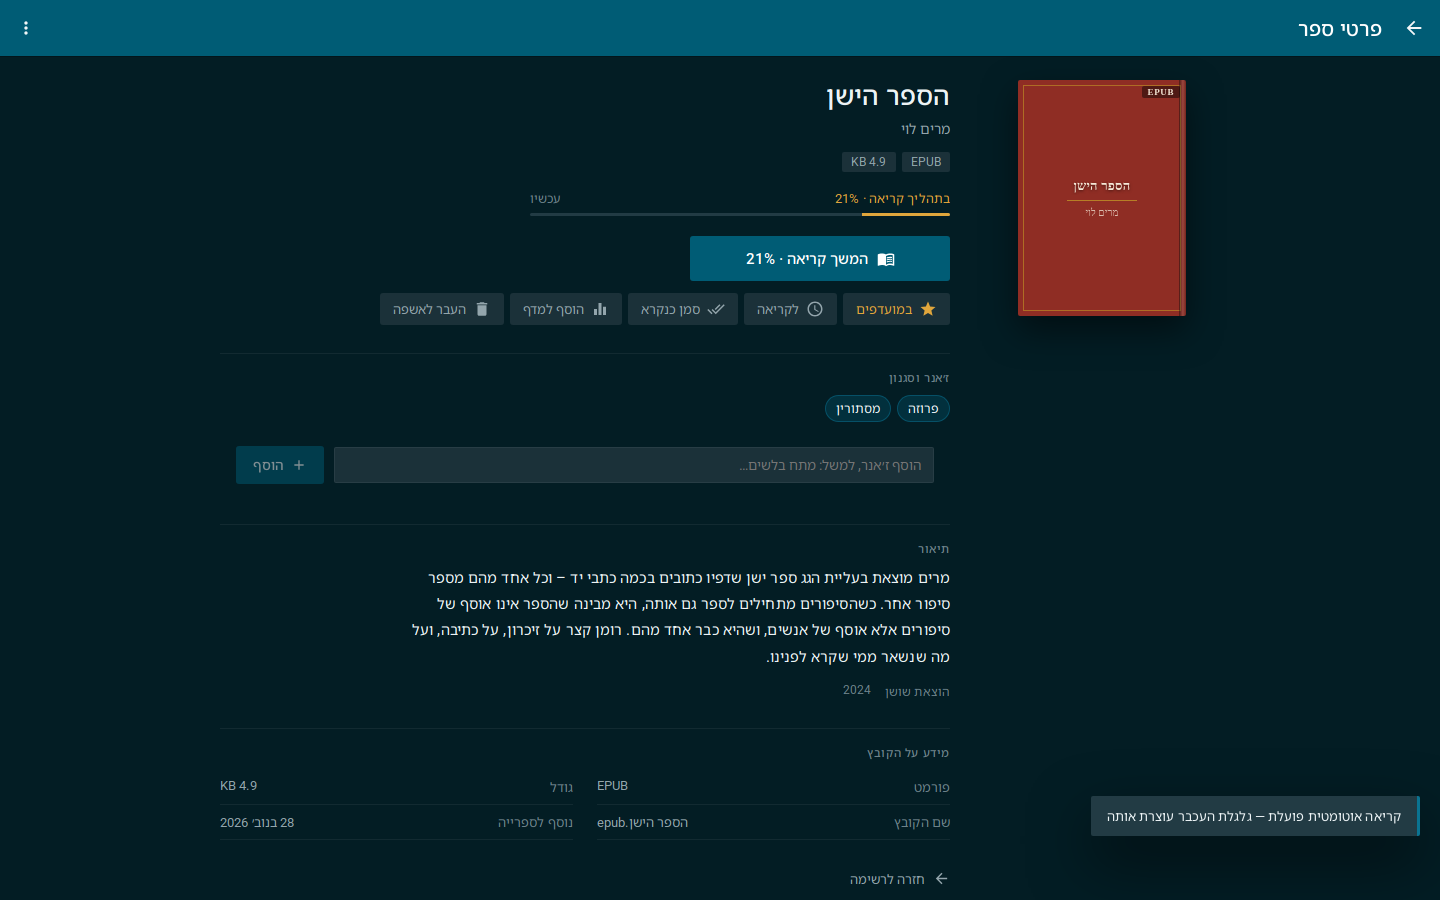 פרטי ספר
EPUB
הספר הישן
מרים לוי
הספר הישן
מרים לוי
EPUB
4.9 KB
בתהליך קריאה · 21%
עכשיו
המשך קריאה · 21%
במועדפים
לקריאה
סמן כנקרא
הוסף למדף
העבר לאשפה
ז׳אנר וסגנון
פרוזה
מסתורין
הוסף ז׳אנר, למשל: מתח בלשים...
הוסף
תיאור
מרים מוצאת בעליית הגג ספר ישן שדפיו כתובים בכמה כתבי יד – וכל אחד מהם מספר
סיפור אחר. כשהסיפורים מתחילים לספר גם אותה, היא מבינה שהספר אינו אוסף של
סיפורים אלא אוסף של אנשים, ושהיא כבר אחד מהם. רומן קצר על זיכרון, על כתיבה, ועל
מה שנשאר ממי שקרא לפנינו.
הוצאת שושן 2024
מידע על הקובץ
פורמט EPUB
גודל 4.9 KB
שם הקובץ הספר הישן.epub
נוסף לספרייה 28 בנוב׳ 2026
חזרה לרשימה
קריאה אוטומטית פועלת — גלגלת העכבר עוצרת אותה